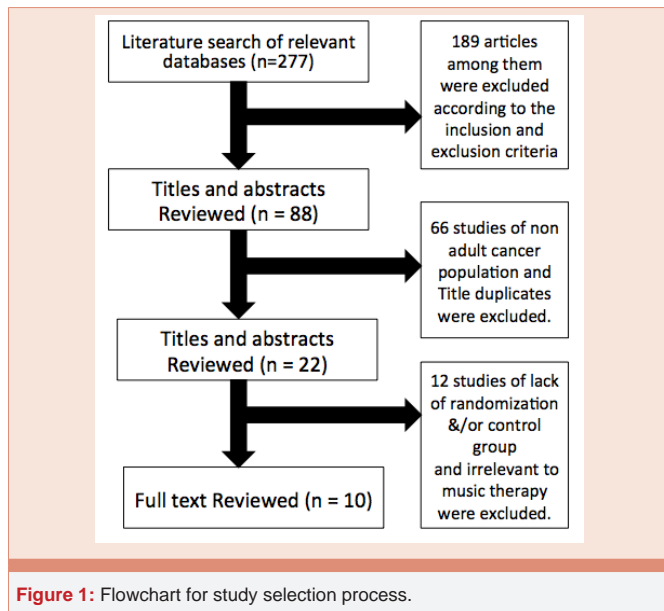 Literature search of relevant
databases (n=277)
189 articles
among them
were excluded
according to the
inclusion and
exclusion criteria
Titles and abstracts
Reviewed (n = 88)
66 studies of non
adult cancer
population and
Title duplicates
were excluded.
Titles and abstracts
Reviewed (n = 22)
12 studies of lack
of randomization
&/or control
group
and irrelevant to
music therapy
were excluded.
Full text Reviewed (n = 10)
Figure 1: Flowchart for study selection process.